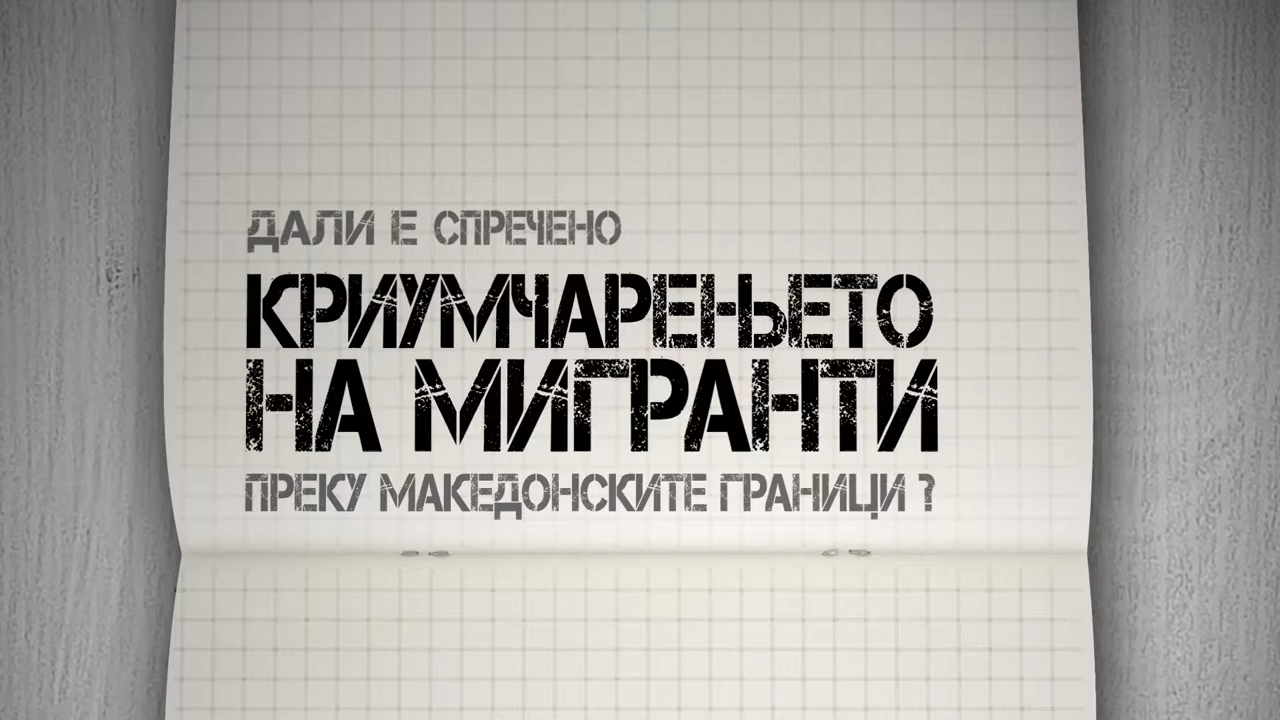 ДАЛИ Е СПРЕЧЕНО
КРИУМЧАРЕЊЕТО
НА МИГРАНТИ
ПРЕКУ МАКЕДОНСКИТЕ ГРАНИЦИ ?